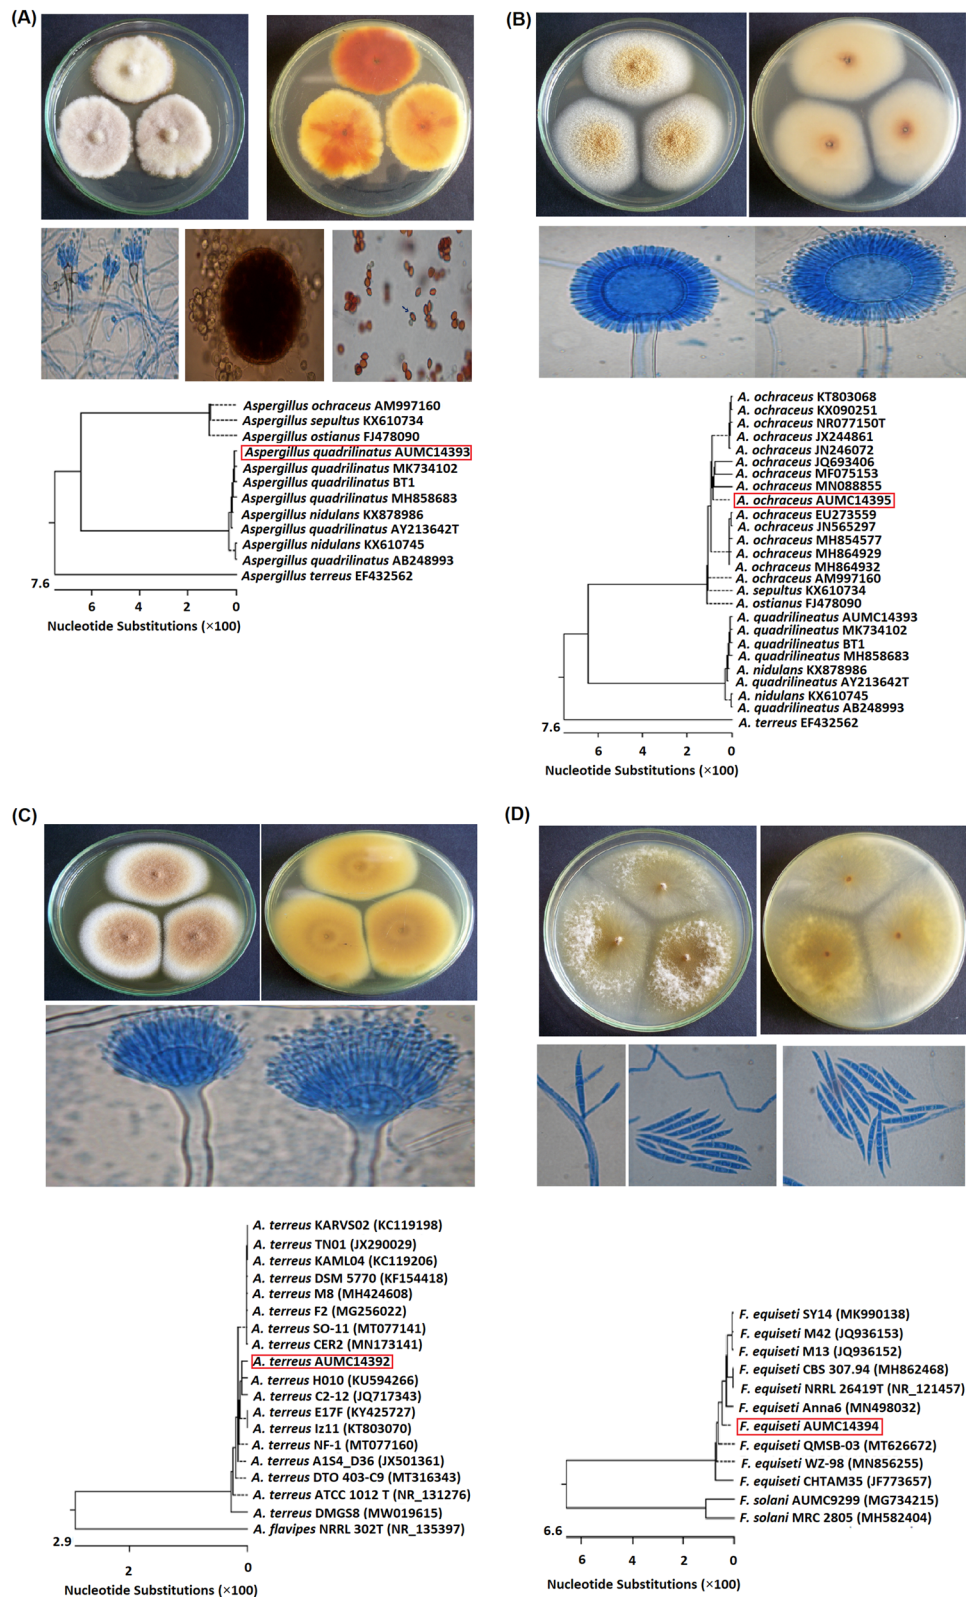 (A)
Aspergillus ochraceus AM997160
Aspergillus sepultus KX610734
Aspergillus ostianus FJ478090
Aspergillus quadrilinatus AUMC14393
Aspergillus quadrilinatus MK734102
Aspergillus quadrilinatus BT1
Aspergillus quadrilinatus MH858683
Aspergillus nidulans KX878986
Aspergillus quadrilinatus AY213642T
Aspergillus nidulans KX610745
Aspergillus quadrilinatus AB248993
Aspergillus terreus EF432562
7.6
6 4 2 0
Nucleotide Substitutions (×100)
(B)
A. ochraceus KT803068
A. ochraceus KX090251
A. ochraceus NR077150T
A. ochraceus JX244861
A. ochraceus JN246072
A. ochraceus JQ693406
A. ochraceus MF075153
A. ochraceus MN088855
A. ochraceus AUMC14395
A. ochraceus EU273559
A. ochraceus JN565297
A. ochraceus MH854577
A. ochraceus MH864929
A. ochraceus MH864932
A. ochraceus AM997160
A. sepultus KX610734
A. ostianus FJ478090
A. quadrilineatus AUMC14393
A. quadrilineatus MK734102
A. quadrilineatus BT1
A. quadrilineatus MH858683
A. nidulans KX878986
A. quadrilineatus AY213642T
A. nidulans KX610745
A. quadrilineatus AB248993
A. terreus EF432562
7.6
6 4 2 0
Nucleotide Substitutions (×100)
(C)
A. terreus KARVS02 (KC119198)
A. terreus TN01 (JX290029)
A. terreus KAML04 (KC119206)
A. terreus DSM 5770 (KF154418)
A. terreus M8 (MH424608)
A. terreus F2 (MG256022)
A. terreus SO-11 (MT077141)
A. terreus CER2 (MN173141)
A. terreus AUMC14392
A. terreus H010 (KU594266)
A. terreus C2-12 (JQ717343)
A. terreus E17F (KY425727)
A. terreus Iz11 (KT803070)
A. terreus NF-1 (MT077160)
A. terreus A1S4_D36 (JX501361)
A. terreus DTO 403-C9 (MT316343)
A. terreus ATCC 1012 T (NR_131276)
A. terreus DMGS8 (MW019615)
A. flavipes NRRL 302T (NR_135397)
2.9
2 0
Nucleotide Substitutions (×100)
(D)
F. equiseti SY14 (MK990138)
F. equiseti M42 (JQ936153)
F. equiseti M13 (JQ936152)
F. equiseti CBS 307.94 (MH862468)
F. equiseti NRRL 26419T (NR_121457)
F. equiseti Anna6 (MN498032)
F. equiseti AUMC14394
F. equiseti QMSB-03 (MT626672)
F. equiseti WZ-98 (MN856255)
F. equiseti CHTAM35 (JF773657)
F. solani AUMC9299 (MG734215)
F. solani MRC 2805 (MH582404)
6.6
6 4 2 0
Nucleotide Substitutions (×100)